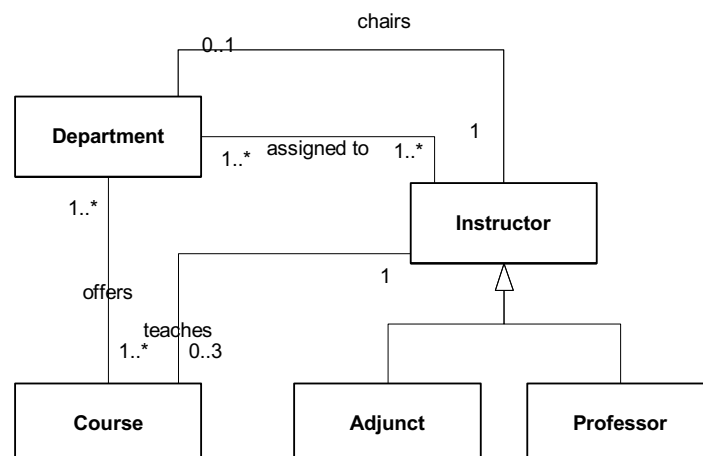 chairs
0..1
Department
1
assigned to
1..*
1..*
1..*
Instructor
1
offers
teaches
1..*
0..3
Course
Adjunct
Professor